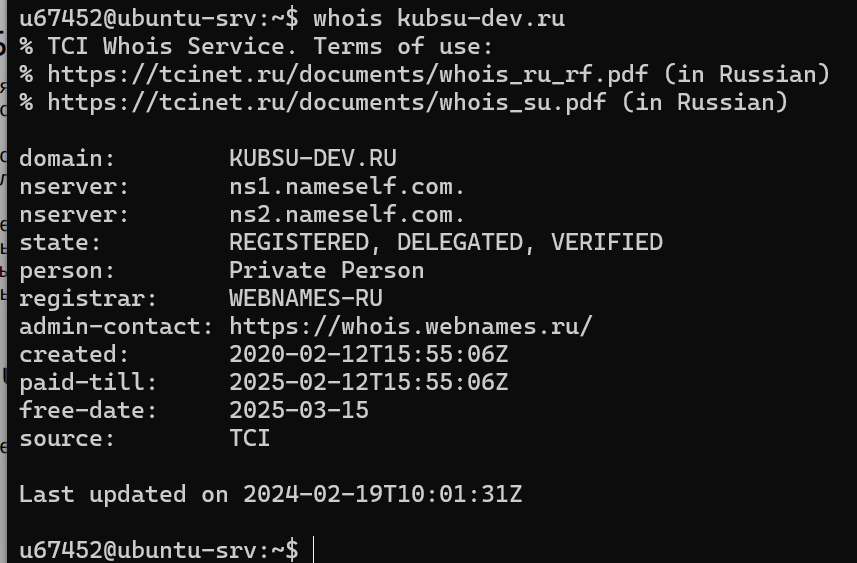 u67452@ubuntu-srv:~$ whois kubsu-dev.ru
% TCI Whois Service. Terms of use:
% https://tcinet.ru/documents/whois_ru_rf.pdf (in Russian)
% https://tcinet.ru/documents/whois_su.pdf (in Russian)

domain:        KUBSU-DEV.RU
nserver:       ns1.nameself.com.
nserver:       ns2.nameself.com.
state:         REGISTERED, DELEGATED, VERIFIED
person:        Private Person
registrar:     WEBNAMES-RU
admin-contact: https://whois.webnames.ru/
created:       2020-02-12T15:55:06Z
paid-till:     2025-02-12T15:55:06Z
free-date:     2025-03-15
source:        TCI

Last updated on 2024-02-19T10:01:31Z

u67452@ubuntu-srv:~$